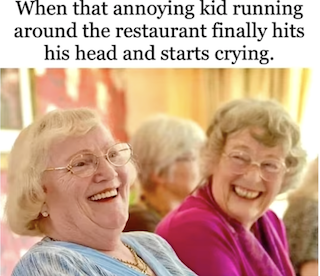 When that annoying kid running
around the restaurant finally hits
his head and starts crying.